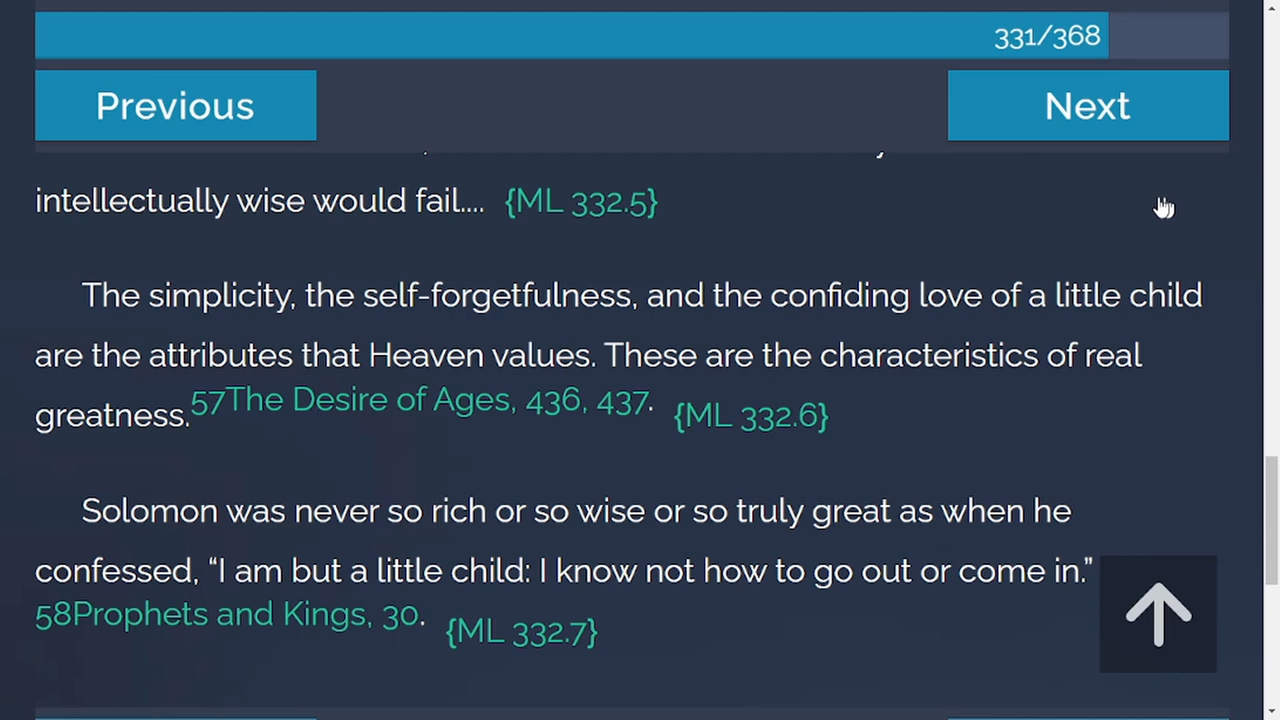 331/368
Previous
Next
intellectually wise would fail.... {ML 332.5}
The simplicity, the self-forgetfulness, and the confiding love of a little child
are the attributes that Heaven values. These are the characteristics of real
greatness.57The Desire of Ages, 436, 437. {ML 332.6}
Solomon was never so rich or so wise or so truly great as when he
confessed, “I am but a little child: I know not how to go out or come in.”
58Prophets and Kings, 30. {ML 332.7}